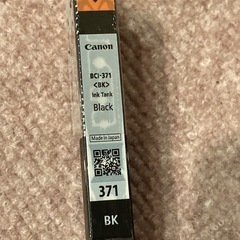 Canon
BCI-371
<BK>
Ink Tank
Black
Made in Japan
371
BK